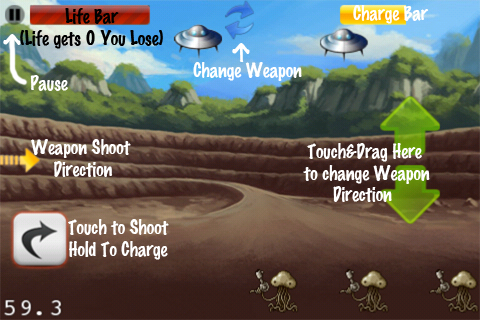 Life Bar
Charge Bar
(Life gets 0 You Lose)
Change Weapon
Pause
Weapon Shoot
Direction
Touch&Drag Here
to change Weapon
Direction
Touch to Shoot
Hold To Charge
59.3